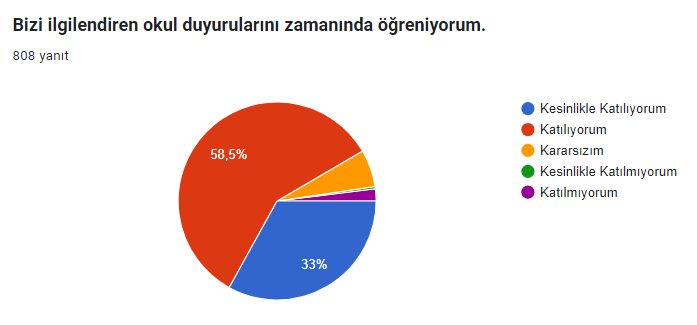 Bizi ilgilendiren okul duyurularını zamanında öğreniyorum.
808 yanıt
Kesinlikle Katılıyorum
Katılıyorum
Kararsızım
Kesinlikle Katılmıyorum
Katılmıyorum
58,5%
33%